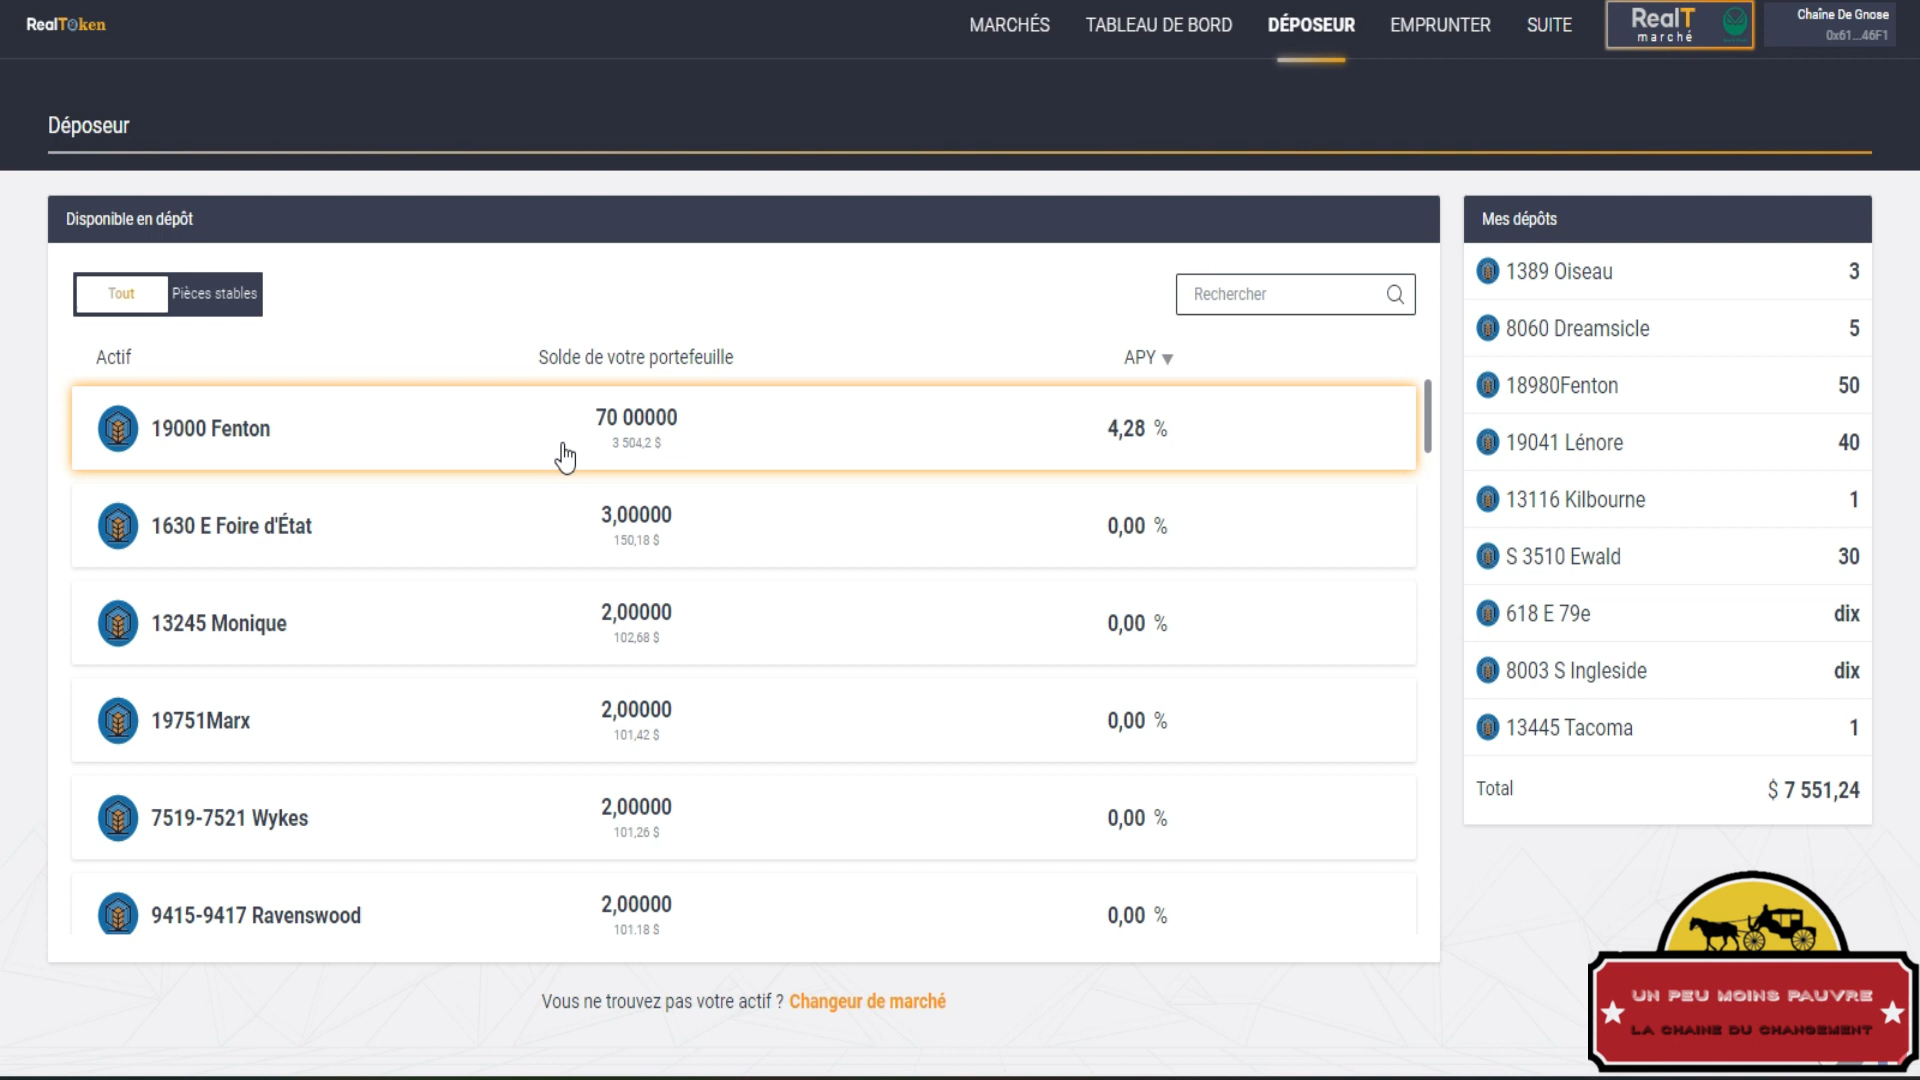 RealToken
MARCHÉS
TABLEAU DE BORD
DÉPOSEUR
EMPRUNTER
SUITE
RealT
marché
Chaîne De Gnose
0x61...46F1
Déposeur
Disponible en dépôt
Tout
Pièces stables
Rechercher
Actif
Solde de votre portefeuille
APY ▼
19000 Fenton
70 00000
3 504,2 $
4,28 %
1630 E Foire d'État
3,00000
150,18 $
0,00 %
13245 Monique
2,00000
102,68 $
0,00 %
19751Marx
2,00000
101,42 $
0,00 %
7519-7521 Wykes
2,00000
101,26 $
0,00 %
9415-9417 Ravenswood
2,00000
101.18 $
0,00 %
Vous ne trouvez pas votre actif ? Changeur de marché
Mes dépôts
1389 Oiseau 3
8060 Dreamsicle 5
18980Fenton 50
19041 Lénore 40
13116 Kilbourne 1
S 3510 Ewald 30
618 E 79e dix
8003 S Ingleside dix
13445 Tacoma 1
Total $ 7 551,24
UN PEU MOINS PAUVRE
LA CHAINE DU CHANGEMENT